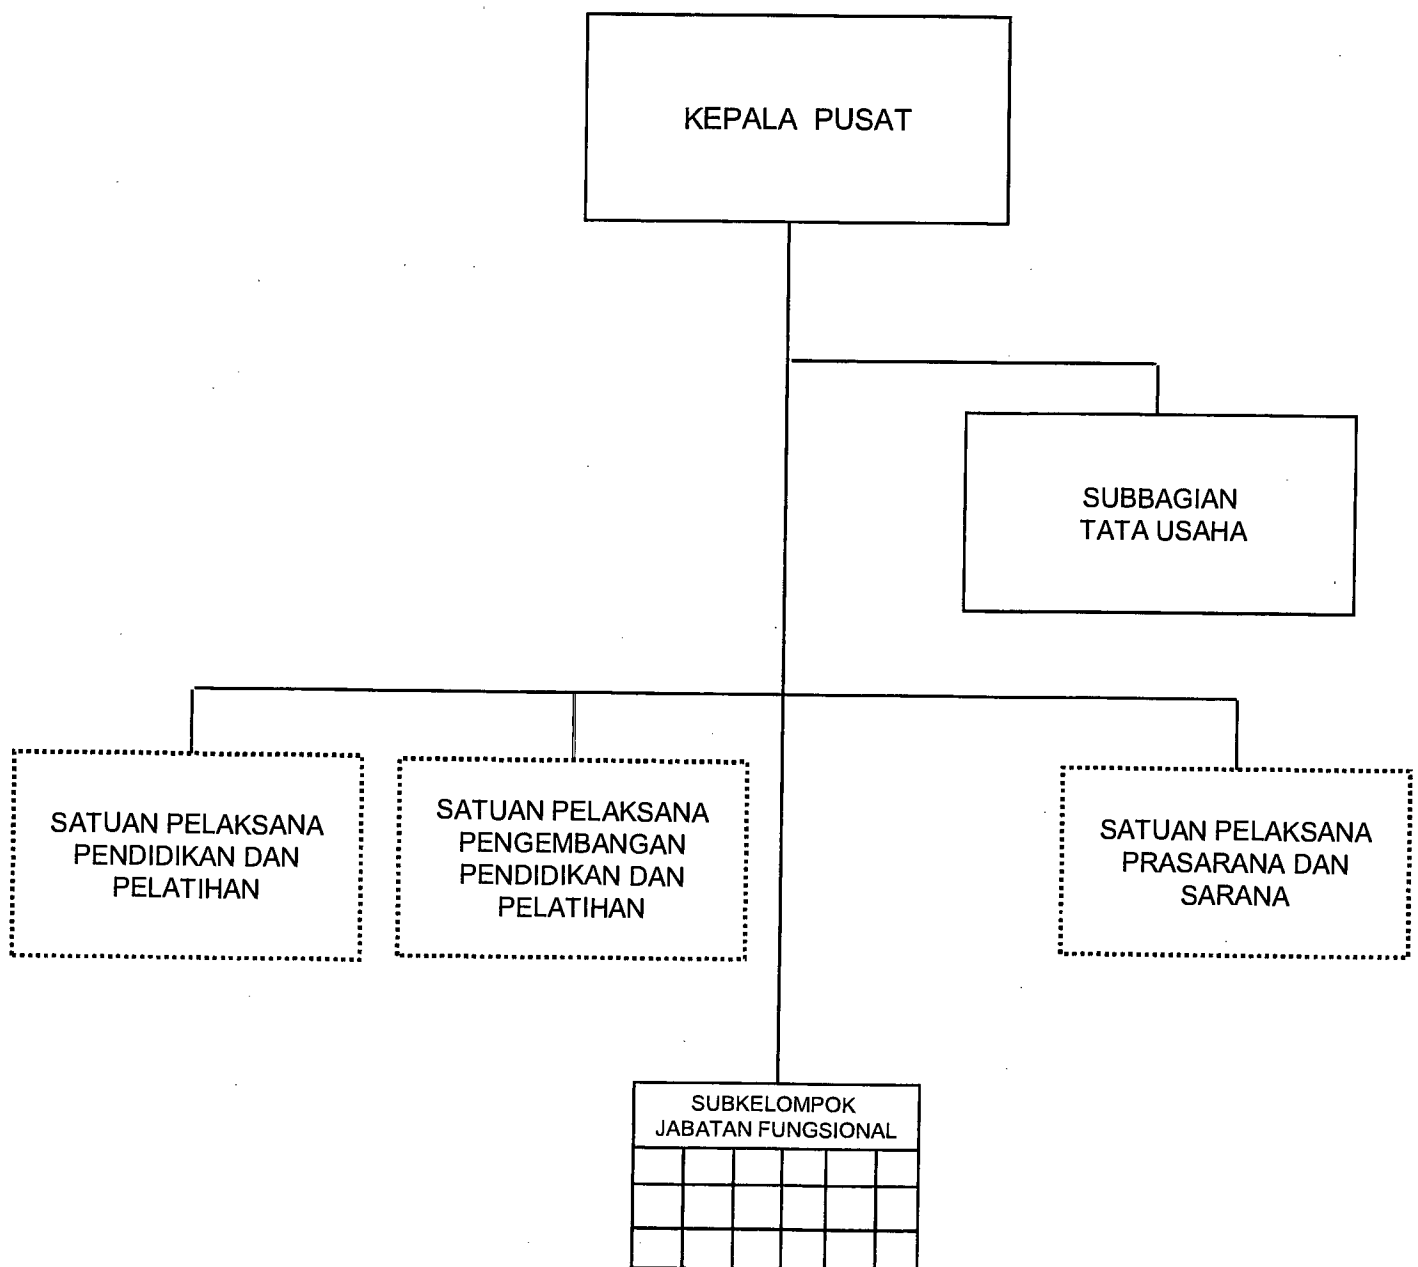 KEPALA PUSAT
SUBBAGIAN
TATA USAHA
SATUAN PELAKSANA
PENDIDIKAN DAN
PELATIHAN
SATUAN PELAKSANA
PENGEMBANGAN
PENDIDIKAN DAN
PELATIHAN
SATUAN PELAKSANA
PRASARANA DAN
SARANA
SUBKELOMPOK
JABATAN FUNGSIONAL